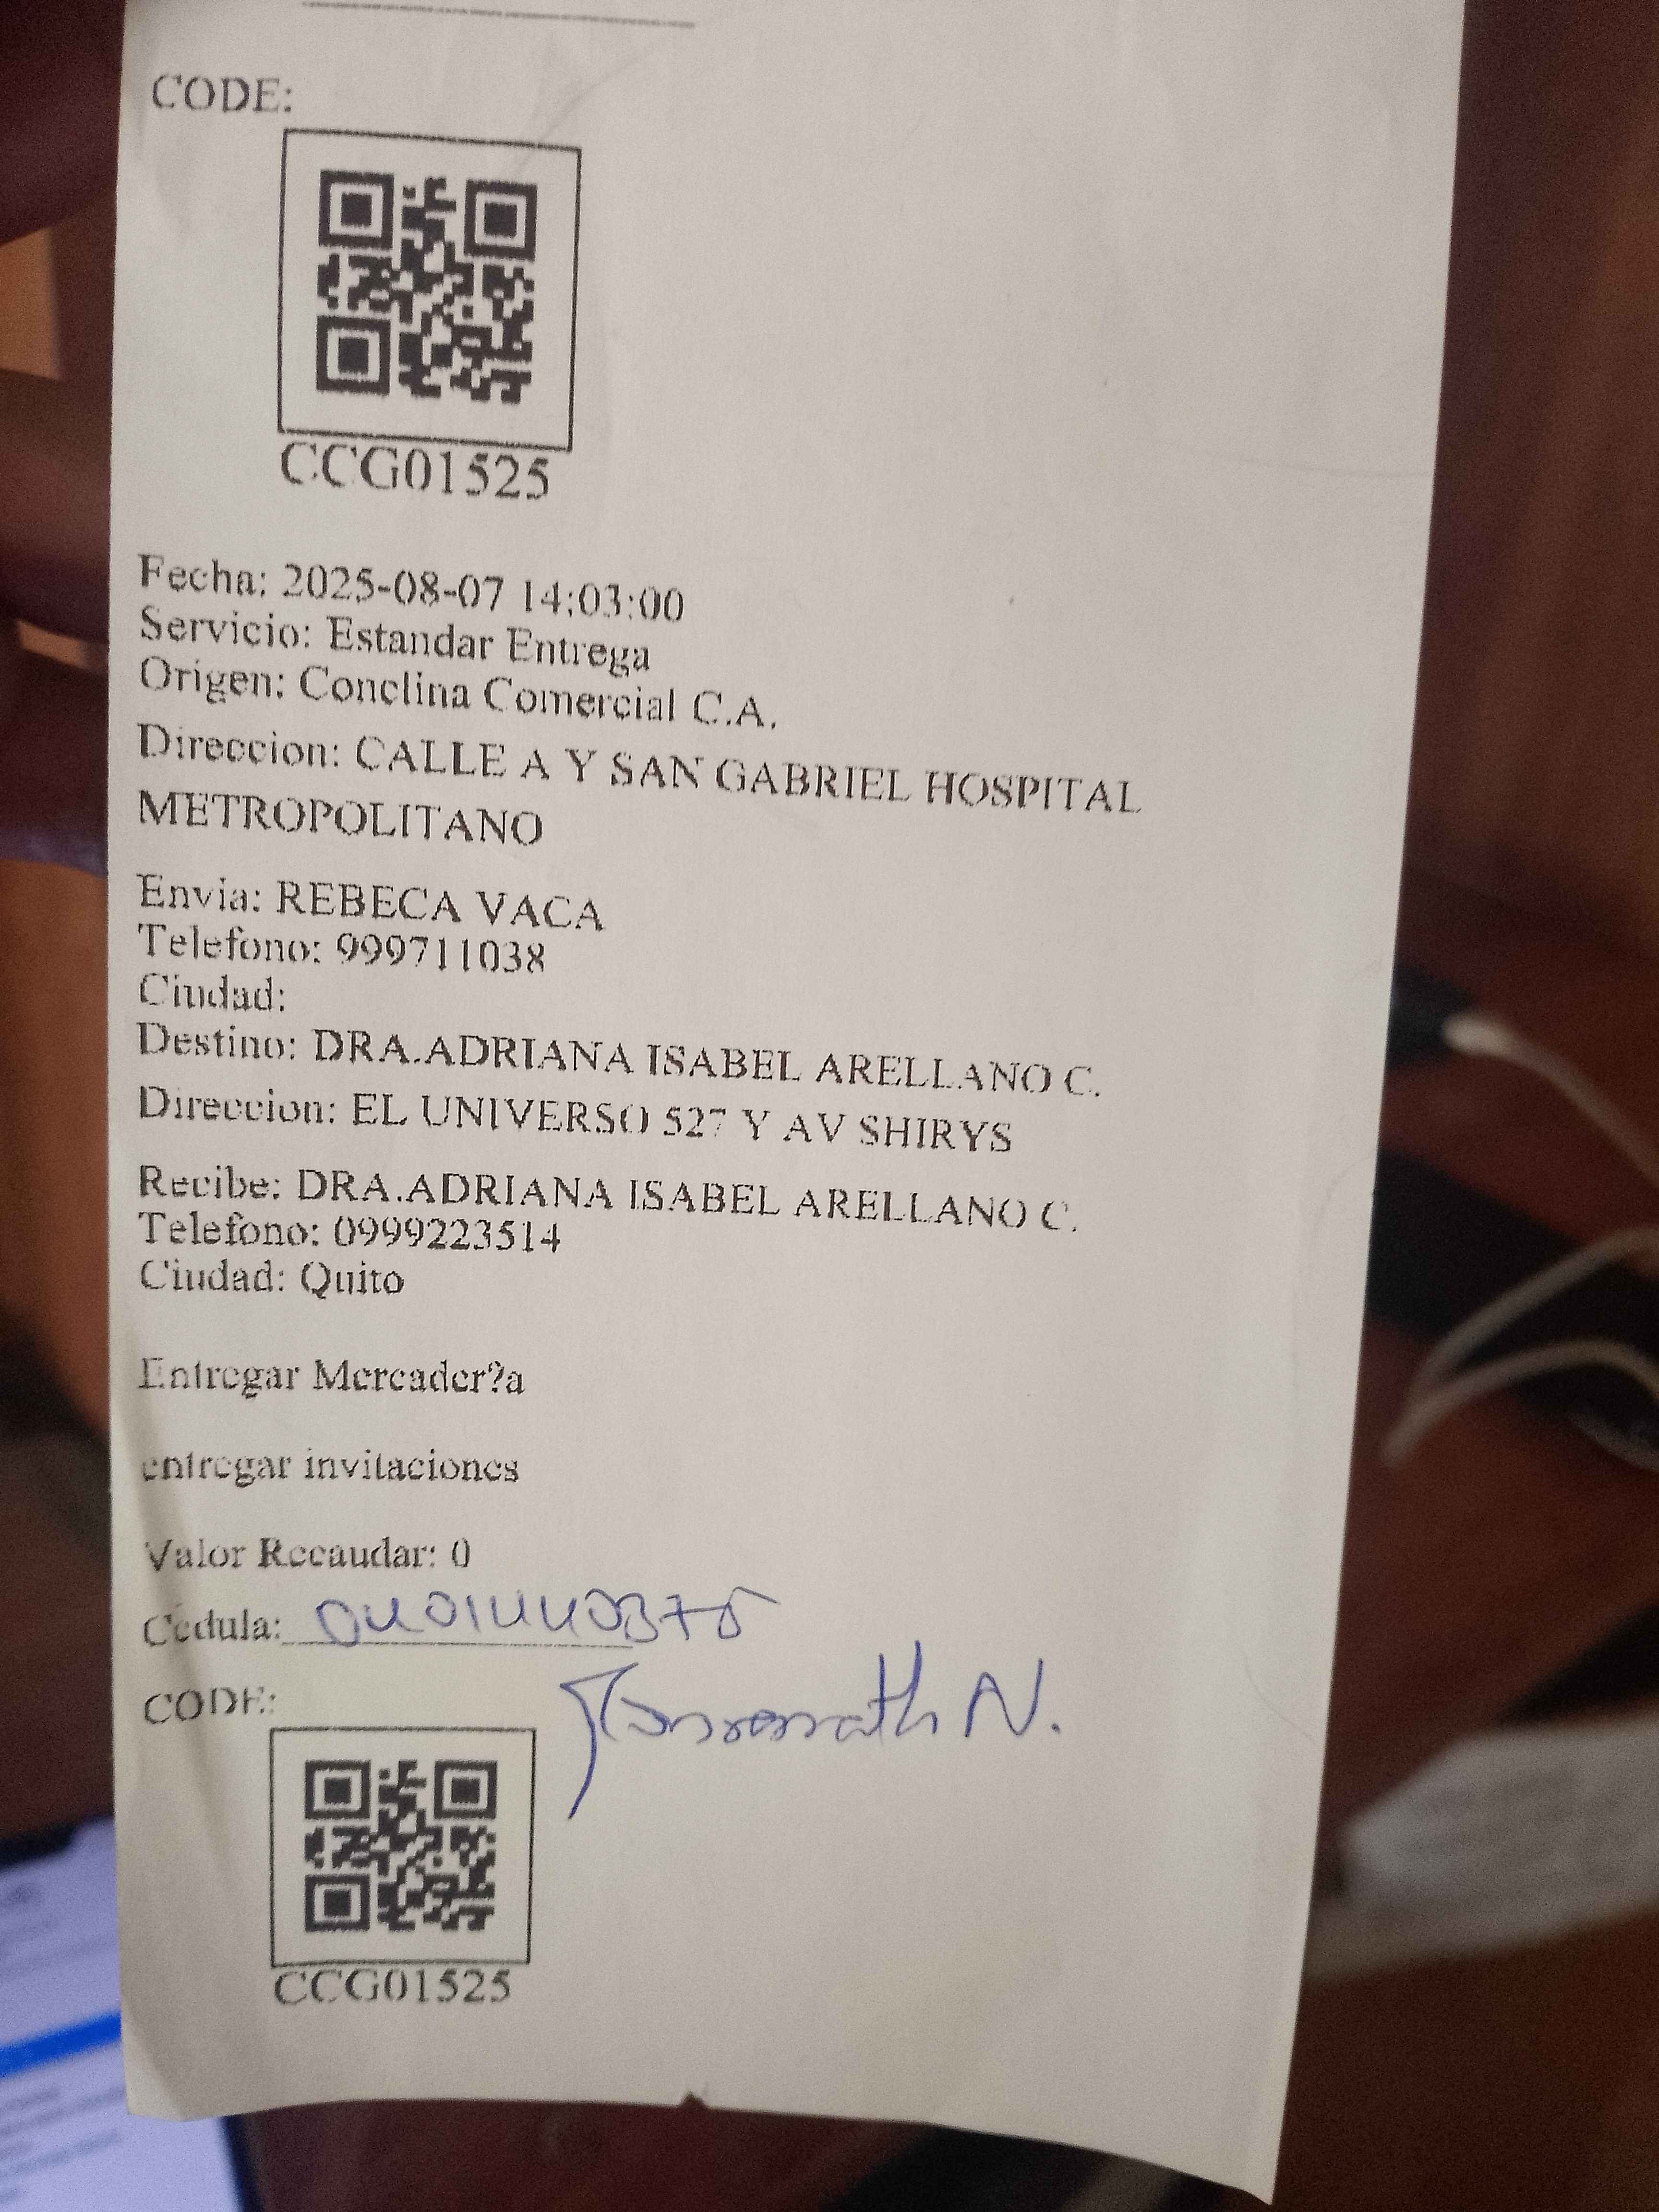 CODE:
CCG01525
Fecha: 2025-08-07 14:03:00
Servicio: Estandar Entrega
Origen: Conclina Comercial C.A.
Direccion: CALLE A Y SAN GABRIEL HOSPITAL
METROPOLITANO
Envia: REBECA VACA
Telefono: 999711038
Ciudad:
Destino: DRA.ADRIANA ISABEL ARELLANO C.
Direccion: EL UNIVERSO 527 Y AV SHIRYS
Recibe: DRA.ADRIANA ISABEL ARELLANO C.
Telefono: 0999223514
Ciudad: Quito
Entregar Mercader?a
entregar invitaciones
Valor Recaudar: 0
Cedula: 0401440375
CODE:
N.
CCG01525